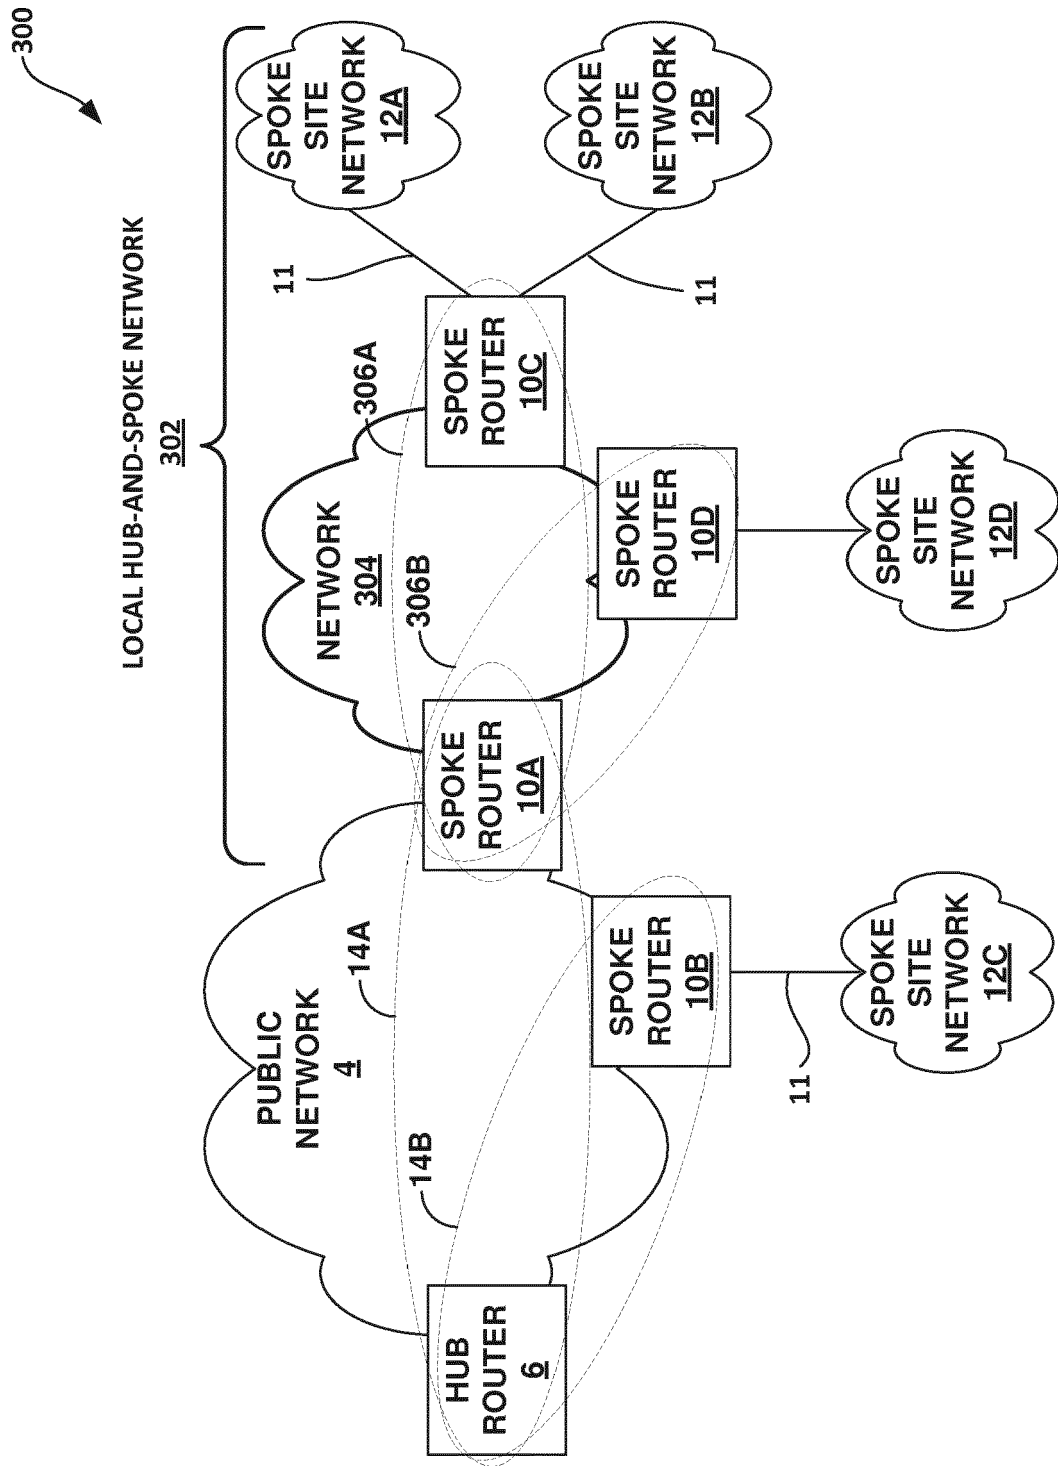 300
LOCAL HUB-AND-SPOKE NETWORK
302
SPOKE
SITE
NETWORK
12A
SPOKE
SITE
NETWORK
12B
11
11
SPOKE
ROUTER
10C
306A
NETWORK
304
306B
SPOKE
ROUTER
10D
SPOKE
SITE
NETWORK
12D
SPOKE
ROUTER
10A
PUBLIC
NETWORK
4
14A
14B
SPOKE
ROUTER
10B
11
SPOKE
SITE
NETWORK
12C
HUB
ROUTER
6